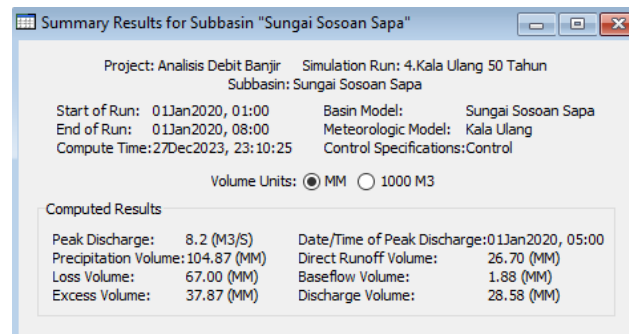 Summary Results for Subbasin "Sungai Sosoan Sapa"
Project: Analisis Debit Banjir Simulation Run: 4.Kala Ulang 50 Tahun
Subbasin: Sungai Sosoan Sapa
Start of Run: 01Jan2020, 01:00 Basin Model: Sungai Sosoan Sapa
End of Run: 01Jan2020, 08:00 Meteorologic Model: Kala Ulang
Compute Time:27Dec2023, 23:10:25 Control Specifications:Control
Volume Units: MM 1000 M3
Computed Results
Peak Discharge: 8.2 (M3/S) Date/Time of Peak Discharge:01Jan2020, 05:00
Precipitation Volume:104.87 (MM) Direct Runoff Volume: 26.70 (MM)
Loss Volume: 67.00 (MM) Baseflow Volume: 1.88 (MM)
Excess Volume: 37.87 (MM) Discharge Volume: 28.58 (MM)